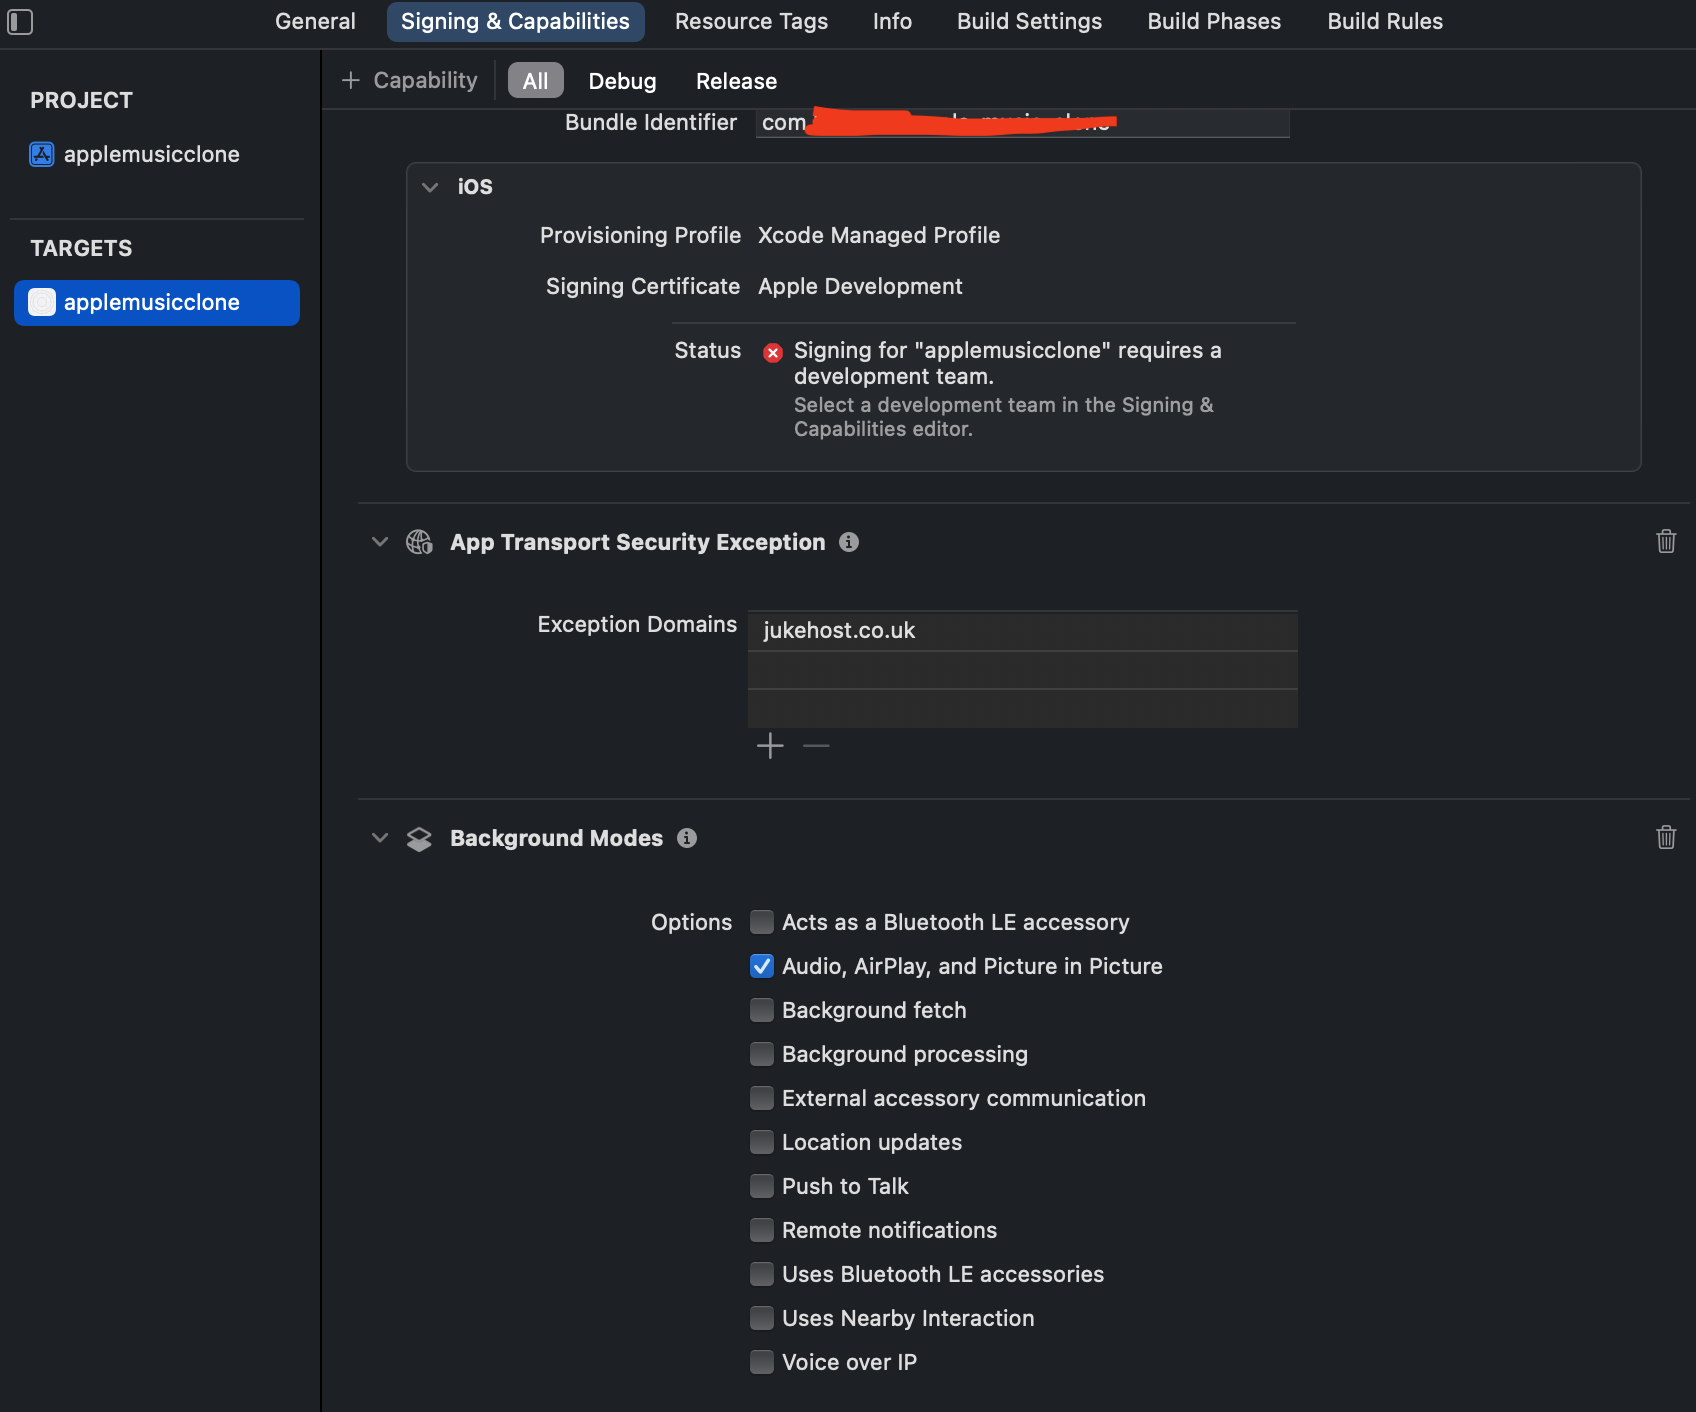 General
Signing & Capabilities
Resource Tags
Info
Build Settings
Build Phases
Build Rules
PROJECT
applemusicclone
TARGETS
applemusicclone
+ Capability
All
Debug
Release
Bundle Identifier
com
iOS
Provisioning Profile Xcode Managed Profile
Signing Certificate Apple Development
Status Signing for "applemusicclone" requires a
development team.
Select a development team in the Signing &
Capabilities editor.
App Transport Security Exception
Exception Domains jukehost.co.uk
Background Modes
Options Acts as a Bluetooth LE accessory
Audio, AirPlay, and Picture in Picture
Background fetch
Background processing
External accessory communication
Location updates
Push to Talk
Remote notifications
Uses Bluetooth LE accessories
Uses Nearby Interaction
Voice over IP